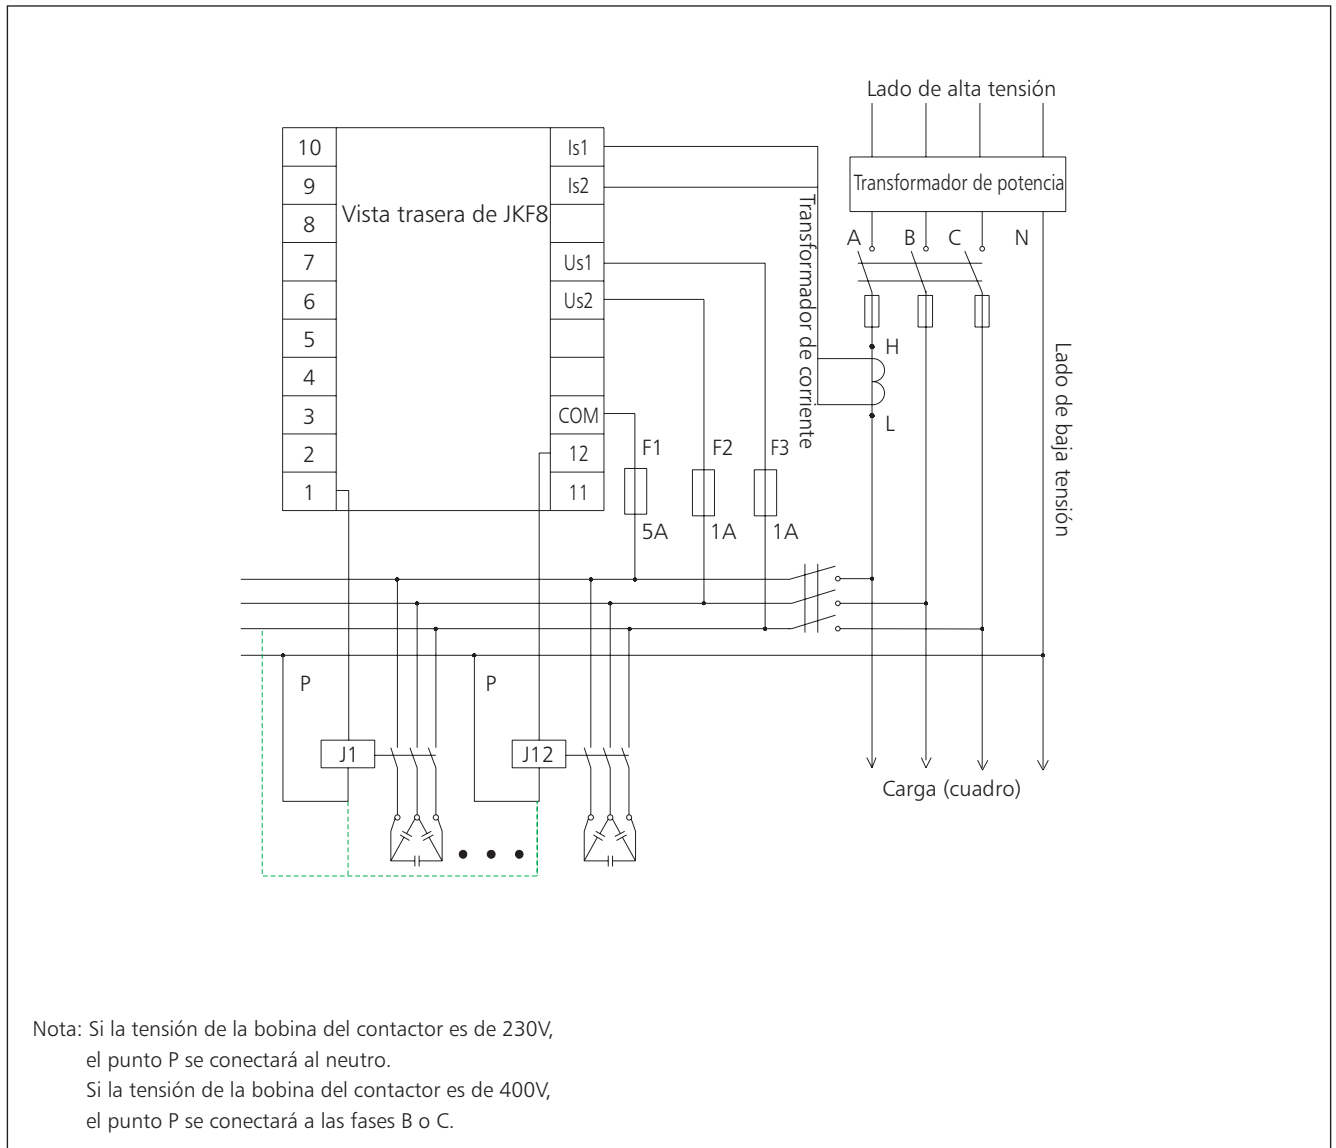 Lado de alta tensión
Transformador de potencia
A B C N
10
9
8
7
6
5
4
3
2
1
Vista trasera de JKF8
Is1
Is2
Us1
Us2
COM
12
11
Transformador de corriente
H
L
Lado de baja tensión
F1 F2 F3
5A 1A 1A
P P
J1 J12
Carga (cuadro)
Nota: Si la tensión de la bobina del contactor es de 230V,
el punto P se conectará al neutro.
Si la tensión de la bobina del contactor es de 400V,
el punto P se conectará a las fases B o C.